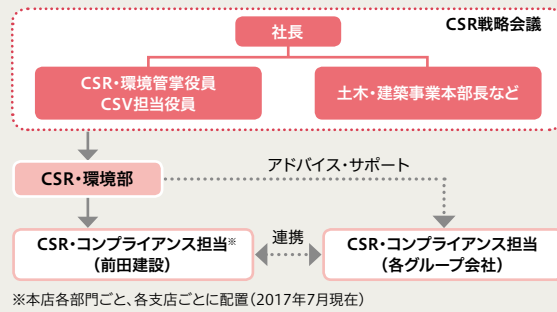 CSR戦略会議
社長
CSR・環境管掌役員
CSV担当役員
土木・建築事業本部長など
CSR・環境部
アドバイス・サポート
CSR・コンプライアンス担当※
(前田建設)
連携
CSR・コンプライアンス担当
(各グループ会社)
※本店各部門ごと、各支店ごとに配置(2017年7月現在)